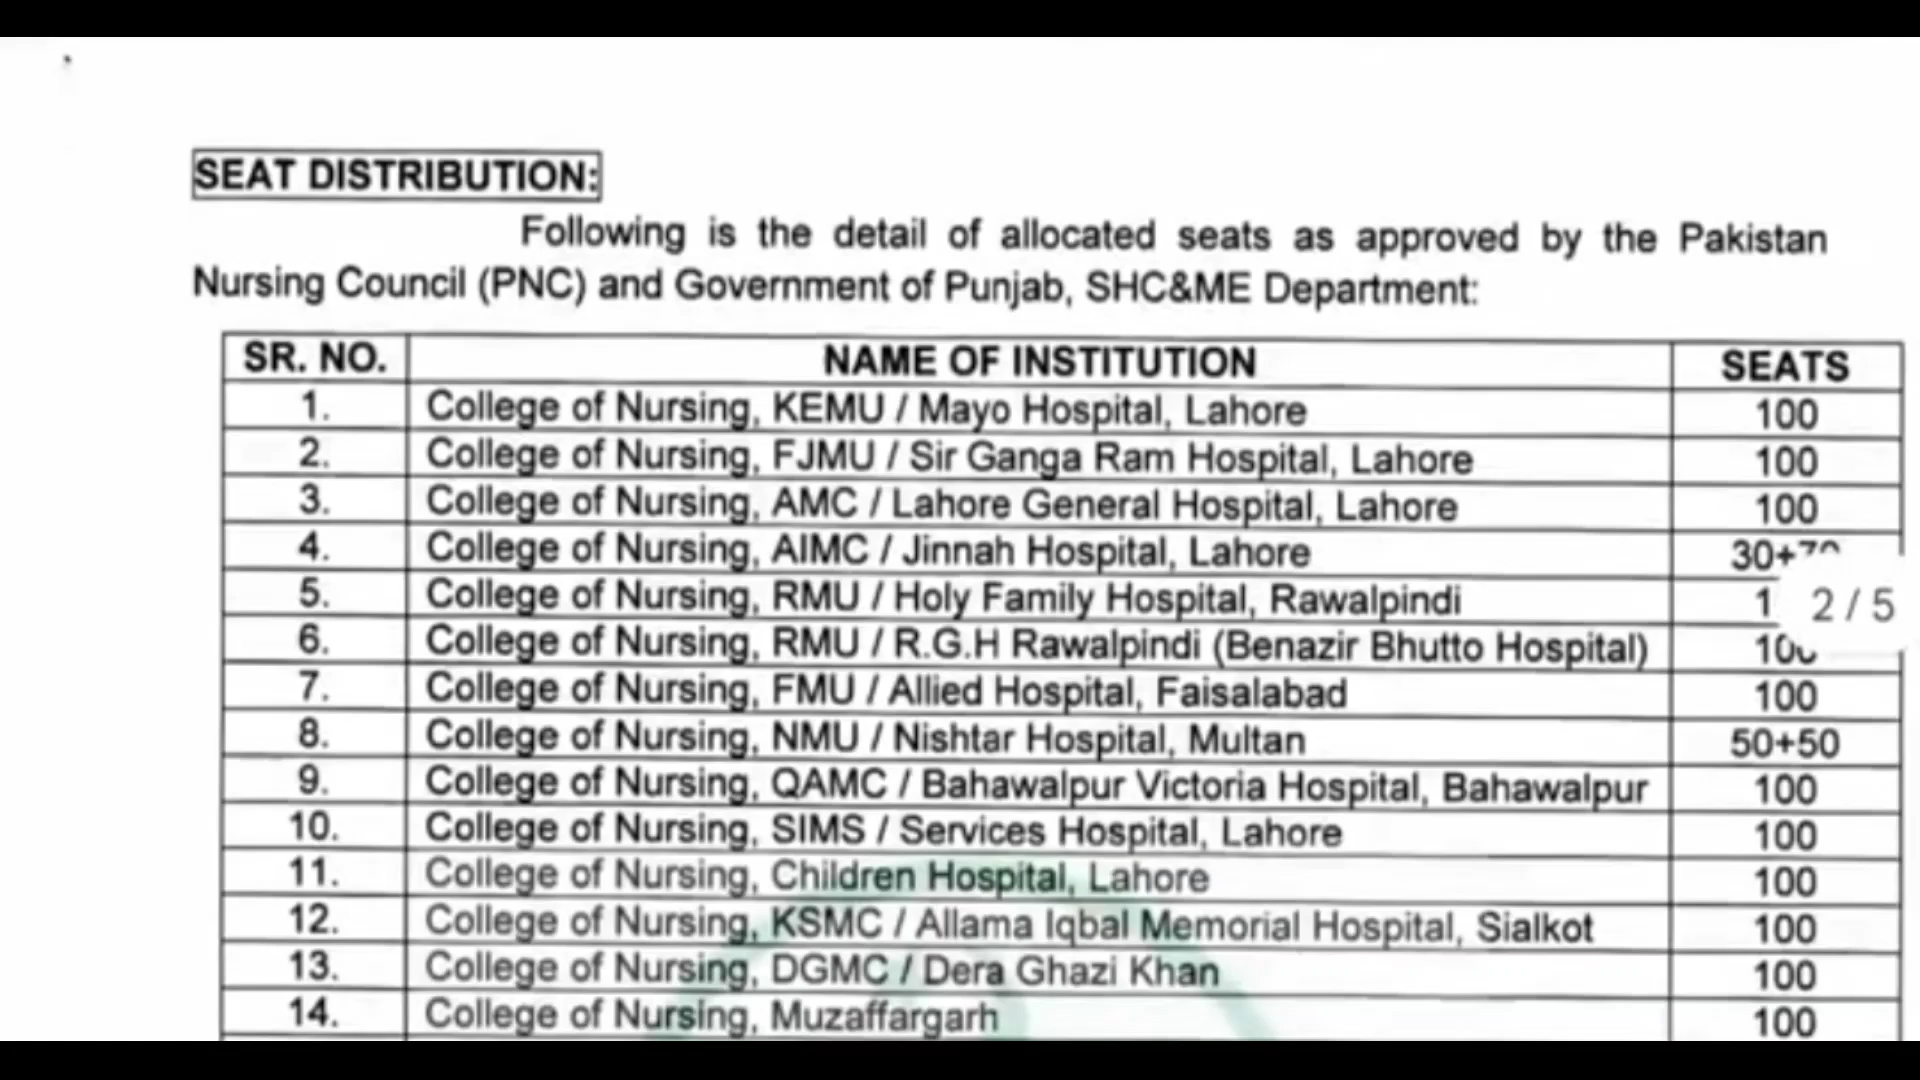 SEAT DISTRIBUTION:
Following is the detail of allocated seats as approved by the Pakistan
Nursing Council (PNC) and Government of Punjab, SHC&ME Department:
SR. NO. NAME OF INSTITUTION SEATS
1. College of Nursing, KEMU / Mayo Hospital, Lahore 100
2. College of Nursing, FJMU / Sir Ganga Ram Hospital, Lahore 100
3. College of Nursing, AMC / Lahore General Hospital, Lahore 100
4. College of Nursing, AIMC / Jinnah Hospital, Lahore
5. College of Nursing, RMU / Holy Family Hospital, Rawalpindi
2 / 5
6. College of Nursing, RMU / R.G.H Rawalpindi (Benazir Bhutto Hospital) 100
7. College of Nursing, FMU / Allied Hospital, Faisalabad 100
8. College of Nursing, NMU / Nishtar Hospital, Multan 50+50
9. College of Nursing, QAMC / Bahawalpur Victoria Hospital, Bahawalpur 100
10. College of Nursing, SIMS / Services Hospital, Lahore 100
11. College of Nursing, Children Hospital, Lahore 100
12. College of Nursing, KSMC / Allama Iqbal Memorial Hospital, Sialkot 100
13. College of Nursing, DGMC / Dera Ghazi Khan 100
14. College of Nursing, Muzaffargarh 100